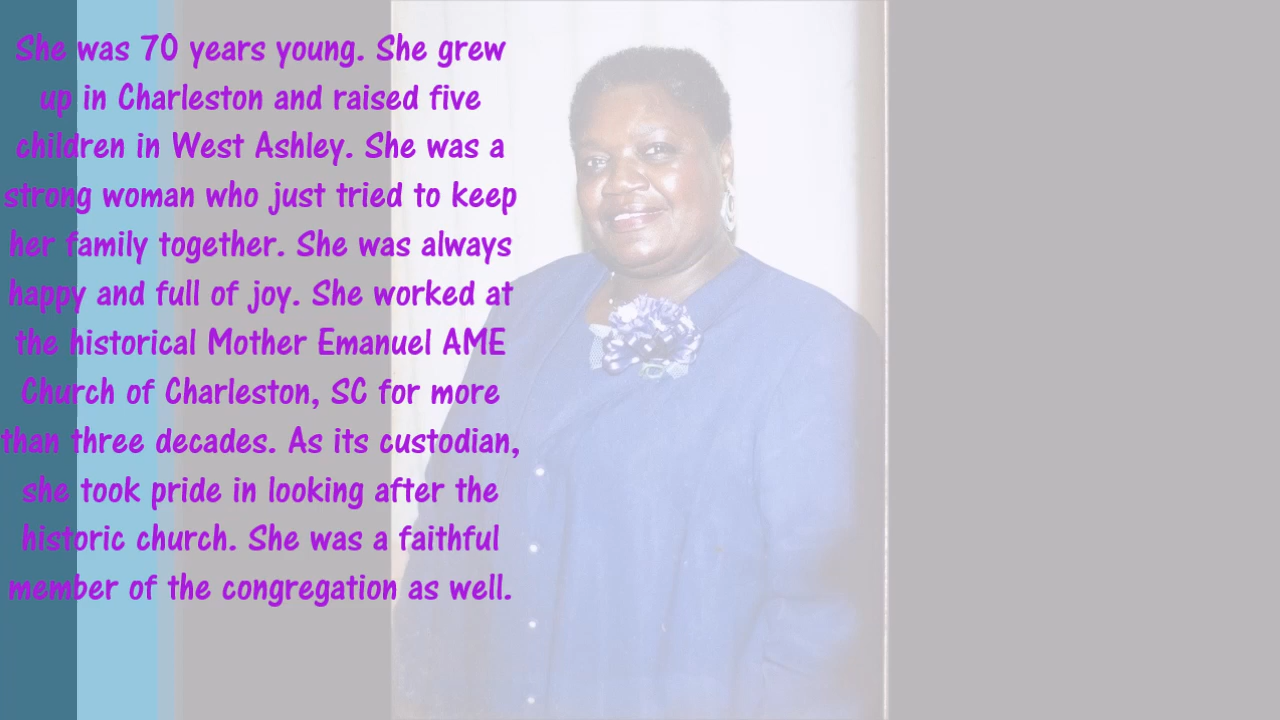 She was 70 years young. She grew
up in Charleston and raised five
children in West Ashley. She was a
strong woman who just tried to keep
her family together. She was always
happy and full of joy. She worked at
the historical Mother Emanuel AME
Church of Charleston, SC for more
than three decades. As its custodian,
she took pride in looking after the
historic church. She was a faithful
member of the congregation as well.